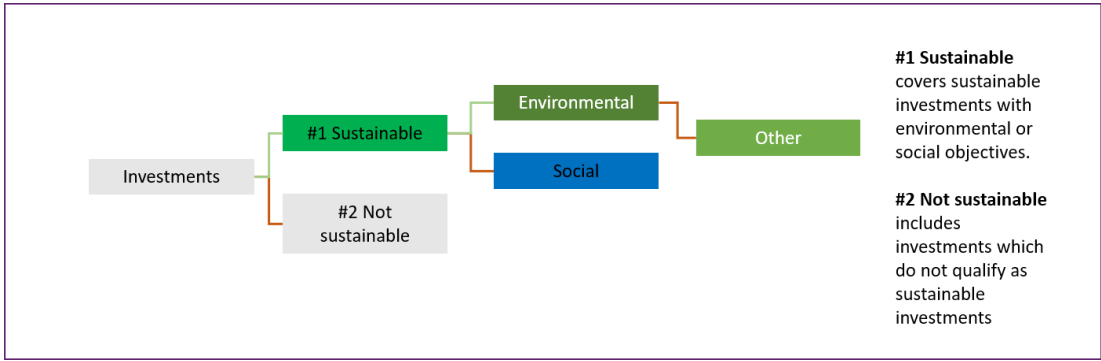 Investments
#1 Sustainable
#2 Not
sustainable
Environmental
Social
Other
#1 Sustainable
covers sustainable
investments with
environmental or
social objectives.
#2 Not sustainable
includes
investments which
do not qualify as
sustainable
investments